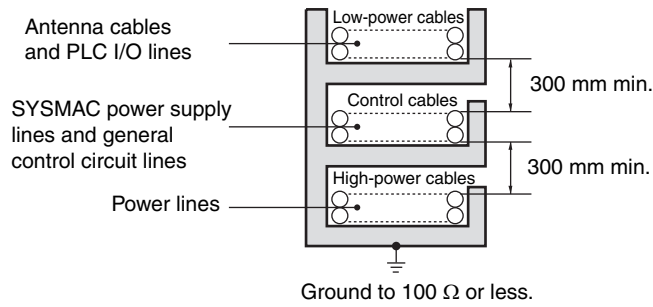 Low-power cables
Antenna cables
and PLC I/O lines
300 mm min.
Control cables
SYSMAC power supply
lines and general
control circuit lines
300 mm min.
High-power cables
Power lines
Ground to 100 Ω or less.